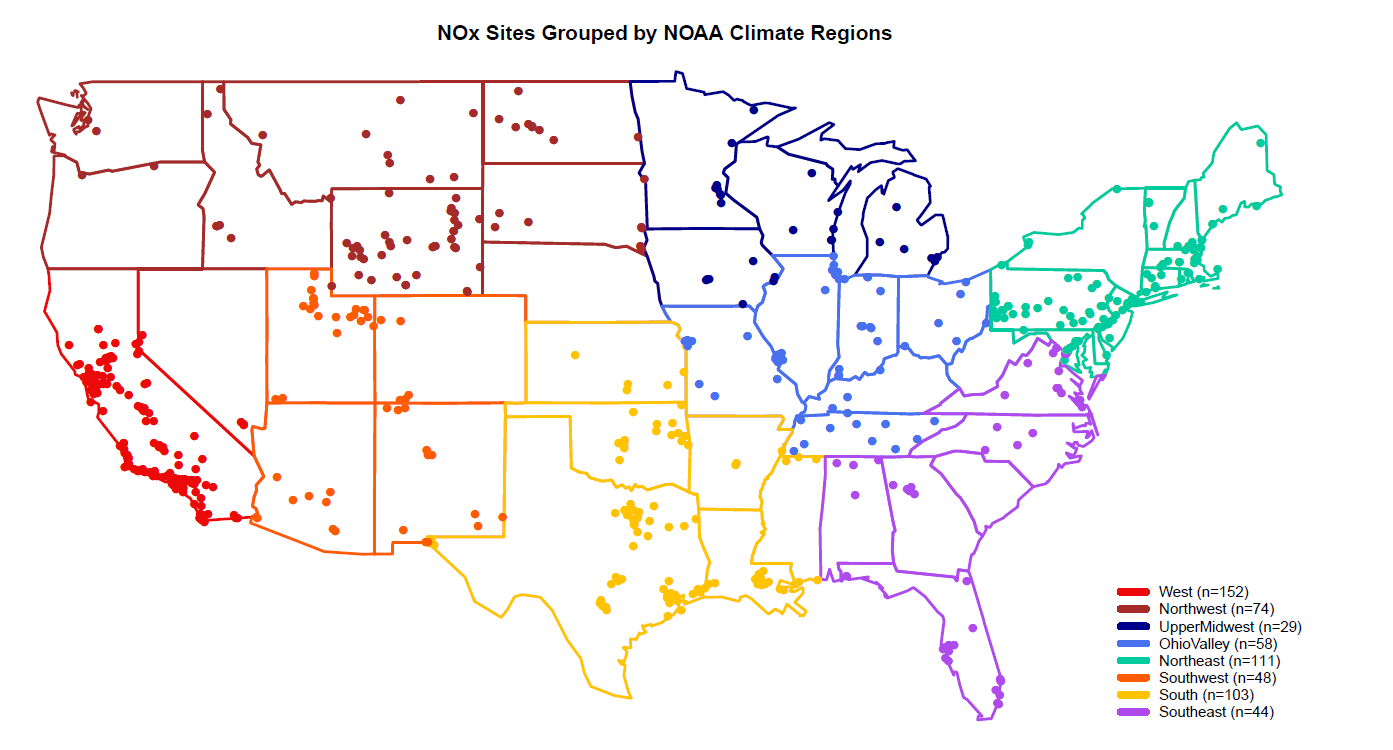 NOx Sites Grouped by NOAA Climate Regions
West (n=152)
Northwest (n=74)
UpperMidwest (n=29)
OhioValley (n=58)
Northeast (n=111)
Southwest (n=48)
South (n=103)
Southeast (n=44)